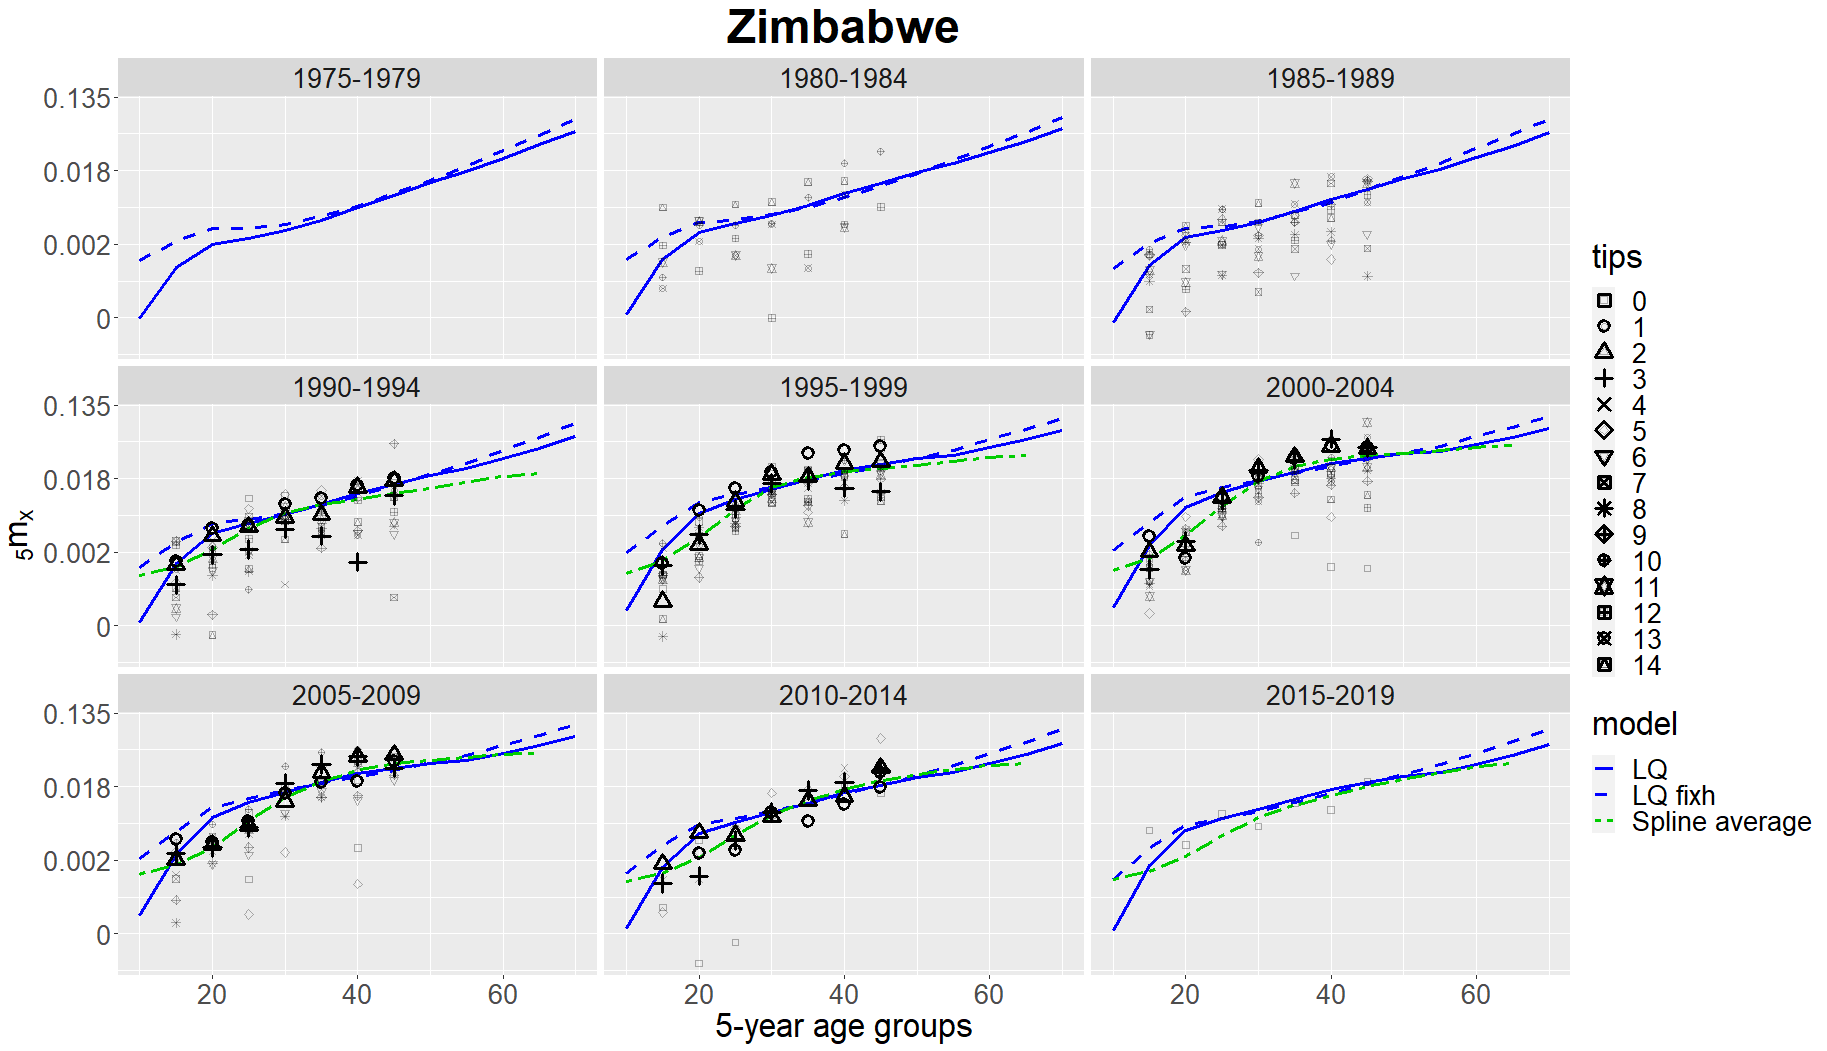 Zimbabwe
1975-1979 1980-1984 1985-1989
0.135
0.018
0.002
0
1990-1994 1995-1999 2000-2004
0.135
0.018
0.002
0
2005-2009 2010-2014 2015-2019
0.135
0.018
0.002
0
20 40 60 20 40 60 20 40 60
5-year age groups
5mx
tips
0
1
2
3
4
5
6
7
8
9
10
11
12
13
14
model
LQ
LQ fixh
Spline average